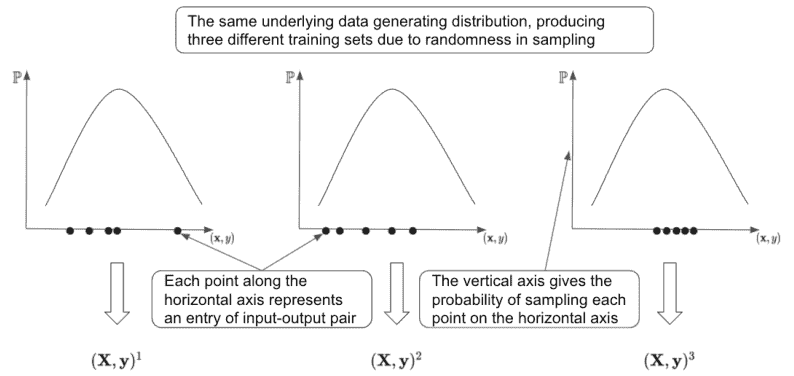 The same underlying data generating distribution, producing
three different training sets due to randomness in sampling
ℙ
ℙ
ℙ
(x, y)
(x, y)
(x, y)
Each point along the
horizontal axis represents
an entry of input-output pair
The vertical axis gives the
probability of sampling each
point on the horizontal axis
(X, y)¹
(X, y)²
(X, y)³